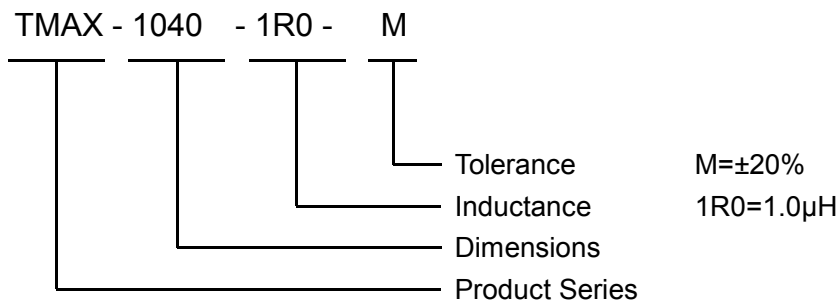 TMAX - 1040 - 1R0 - M
Tolerance M=±20%
Inductance 1R0=1.0μH
Dimensions
Product Series